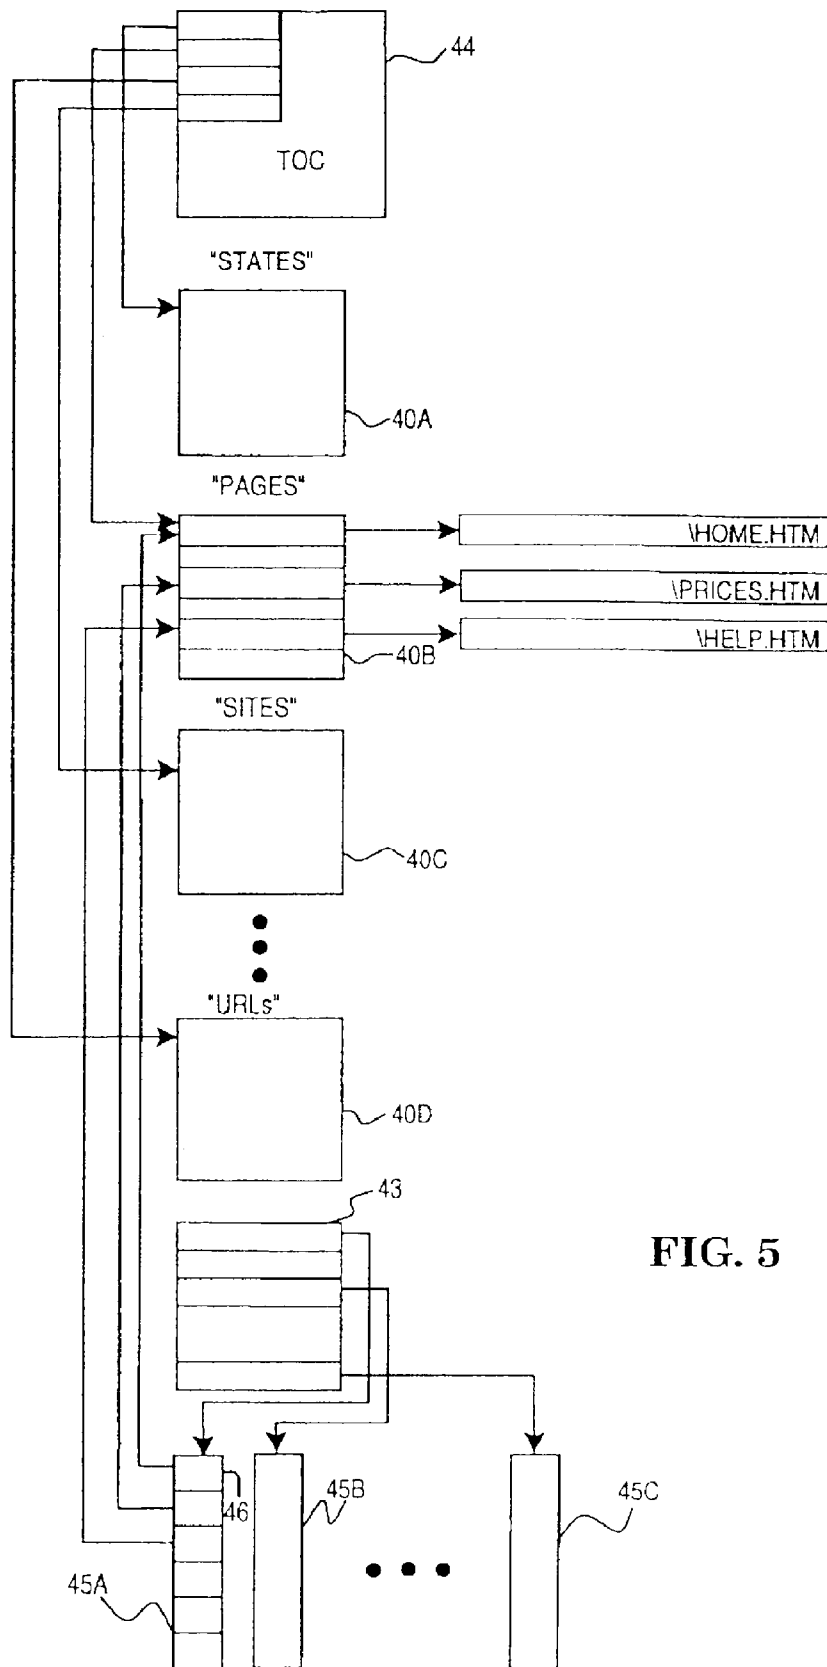 44
TOC
"STATES"
40A
"PAGES"
\HOME.HTM
\PRICES.HTM
\HELP.HTM
40B
"SITES"
40C
"URLs"
40D
43
FIG. 5
46
45B
45C
45A